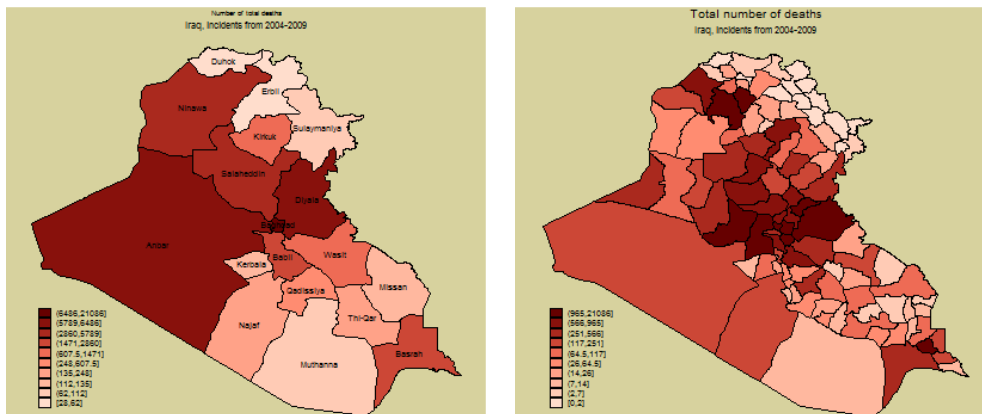 Number of total deaths
Iraq, Incidents from 2004-2009
Duhok
Erbil
Ninawa
Sulaymaniya
Kirkuk
Salaheddin
Diyala
Baghdad
Anbar
Wasit
Babil
Kerbala
Missan
Qadissiya
Thi-Qar
Najaf
Basrah
Muthanna
(6486,21086]
(5789,6486]
(2860,5789]
(1471,2860]
(607.5,1471]
(248,607.5]
(135,248]
(112,135]
(62,112]
[28,62]
Total number of deaths
Iraq, Incidents from 2004-2009
(965,21086]
(566,965]
(251,566]
(117,251]
(64.5,117]
(26,64.5]
(14,26]
(7,14]
(2,7]
[0,2]